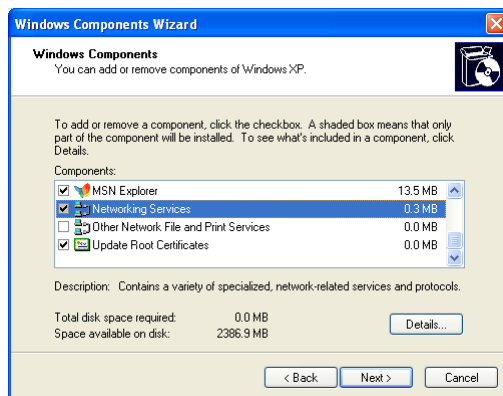 Windows Components Wizard
Windows Components
You can add or remove components of Windows XP.
To add or remove a component, click the checkbox. A shaded box means that only
part of the component will be installed. To see what's included in a component, click
Details.
Components:
MSN Explorer 13.5 MB
Networking Services 0.3 MB
Other Network File and Print Services 0.0 MB
Update Root Certificates 0.0 MB
Description: Contains a variety of specialized, network-related services and protocols.
Total disk space required: 0.0 MB
Space available on disk: 2386.9 MB
Details...
< Back
Next >
Cancel